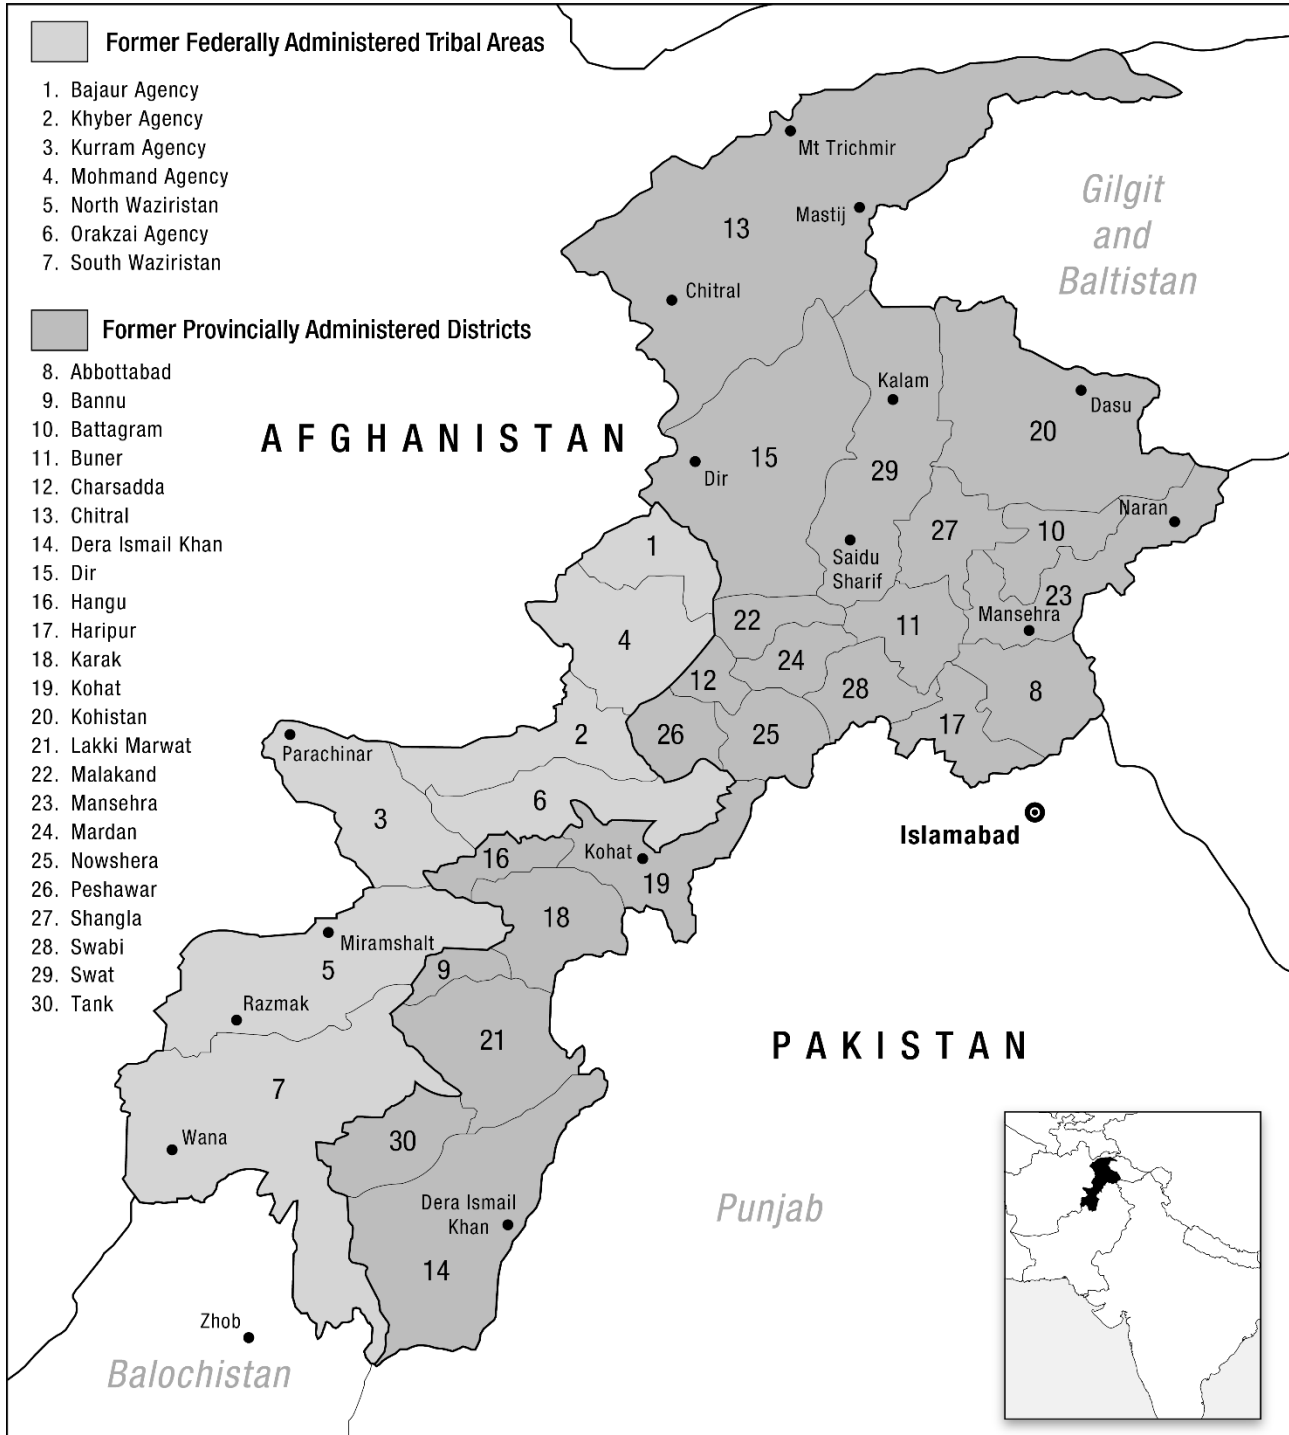 Former Federally Administered Tribal Areas
1. Bajaur Agency
2. Khyber Agency
3. Kurram Agency
4. Mohmand Agency
5. North Waziristan
6. Orakzai Agency
7. South Waziristan
Former Provincially Administered Districts
8. Abbottabad
9. Bannu
10. Battagram
11. Buner
12. Charsadda
13. Chitral
14. Dera Ismail Khan
15. Dir
16. Hangu
17. Haripur
18. Karak
19. Kohat
20. Kohistan
21. Lakki Marwat
22. Malakand
23. Mansehra
24. Mardan
25. Nowshera
26. Peshawar
27. Shangla
28. Swabi
29. Swat
30. Tank
Mt Trichmir
Gilgit
and
Baltistan
Mastij
13
Chitral
Kalam
Dasu
20
AFGHANISTAN
15
29
Dir
Naran
27
10
1
Saidu
Sharif
23
Mansehra
22
11
4
24
12
28
8
17
2
26
25
Parachinar
6
3
Islamabad
16
Kohat
19
18
Miramshalt
5
9
Razmak
21
PAKISTAN
7
Wana
30
Dera Ismail
Khan
Punjab
14
Zhob
Balochistan